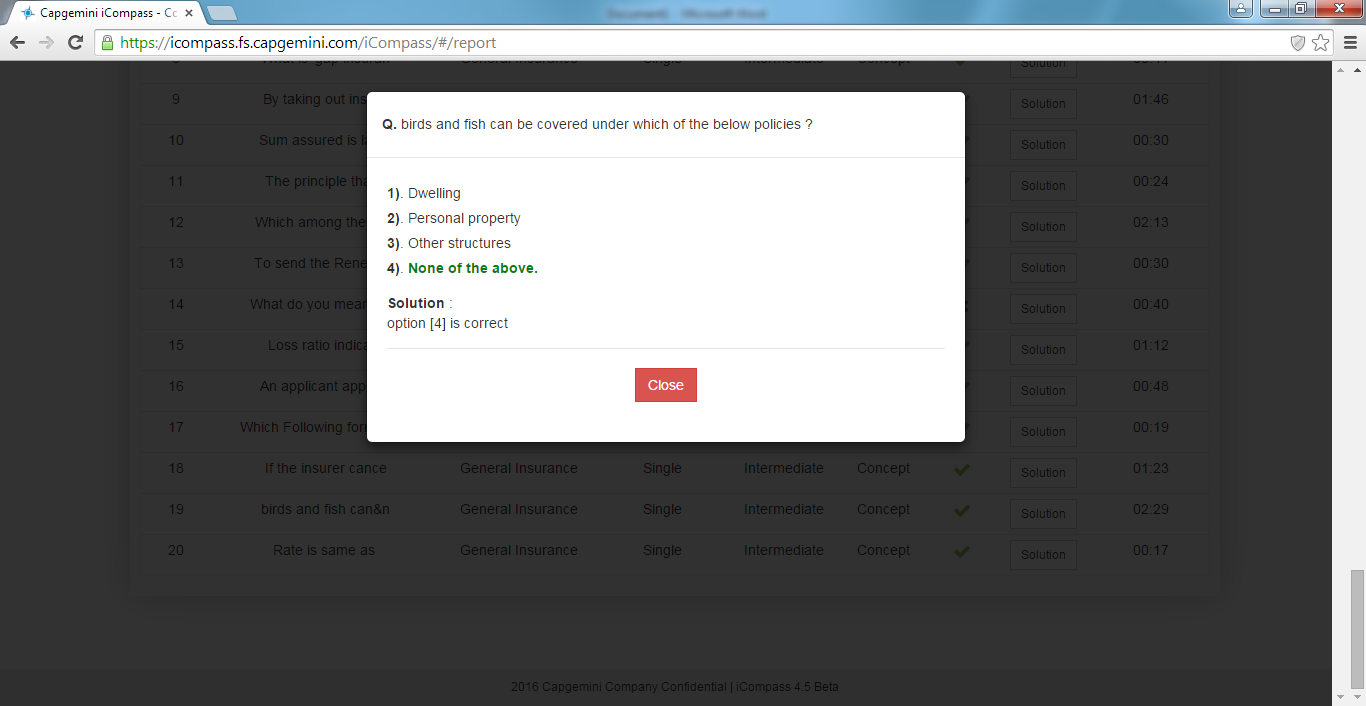 Capgemini iCompass - Cc
Document1 - Microsoft Word
https://icompass.fs.capgemini.com/iCompass/#/report
Solution
9 By taking out ins Solution 01:46
10 Sum assured is la Solution 00:30
11 The principle tha Solution 00:24
12 Which among the Solution 02:13
13 To send the Rene Solution 00:30
14 What do you mear Solution 00:40
15 Loss ratio indica Solution 01:12
16 An applicant app Solution 00:48
17 Which Following for Solution 00:19
18 If the insurer cance General Insurance Single Intermediate Concept Solution 01:23
19 birds and fish can&n General Insurance Single Intermediate Concept Solution 02:29
20 Rate is same as General Insurance Single Intermediate Concept Solution 00:17
Q. birds and fish can be covered under which of the below policies ?
1). Dwelling
2). Personal property
3). Other structures
4). None of the above.
Solution :
option [4] is correct
Close
2016 Capgemini Company Confidential | iCompass 4.5 Beta